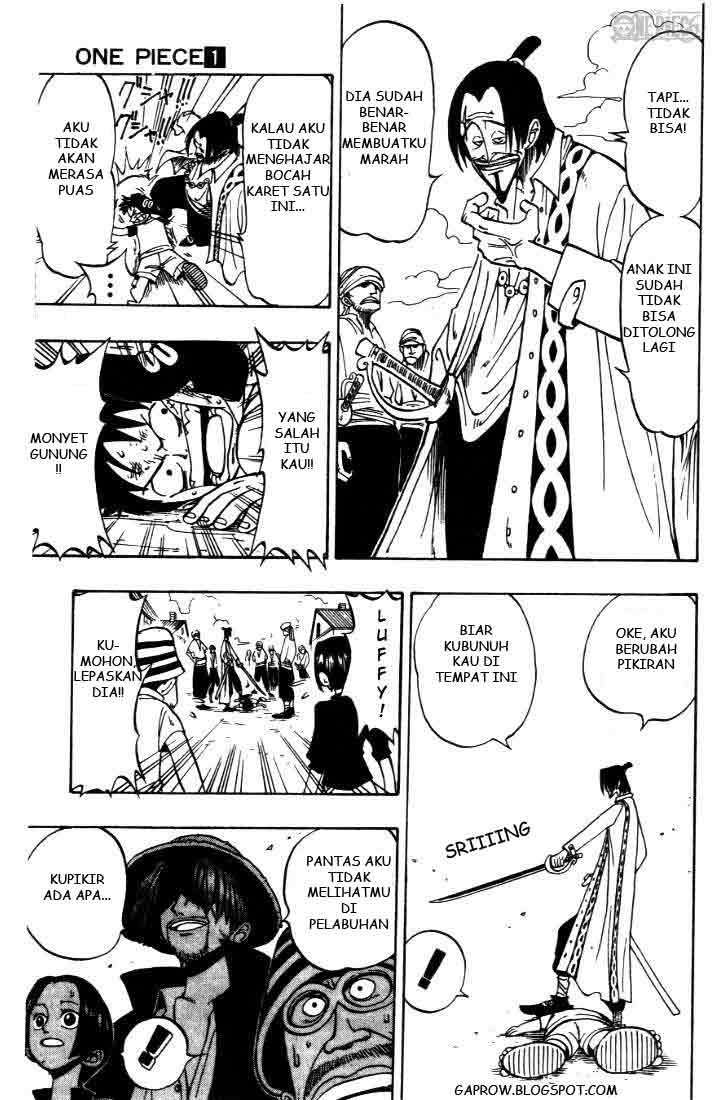 ONE PIECE 1
TAPI...
TIDAK
BISA!
DIA SUDAH
BENAR-
BENAR
MEMBUATKU
MARAH
ANAK INI
SUDAH
TIDAK
BISA
DITOLONG
LAGI
KALAU AKU
TIDAK
MENGHAJAR
BOCAH
KARET SATU
INI...
AKU
TIDAK
AKAN
MERASA
PUAS
...
YANG
SALAH
ITU
KAU!!
MONYET
GUNUNG
!!
OKE, AKU
BERUBAH
PIKIRAN
BIAR
KUBUNUH
KAU DI
TEMPAT INI
SRIIIING
!
LUFFY!
KU-
MOHON,
LEPASKAN
DIA!!
PANTAS AKU
TIDAK
MELIHATMU
DI
PELABUHAN
KUPIKIR
ADA APA...
!!
GAPROW.BLOGSPOT.COM